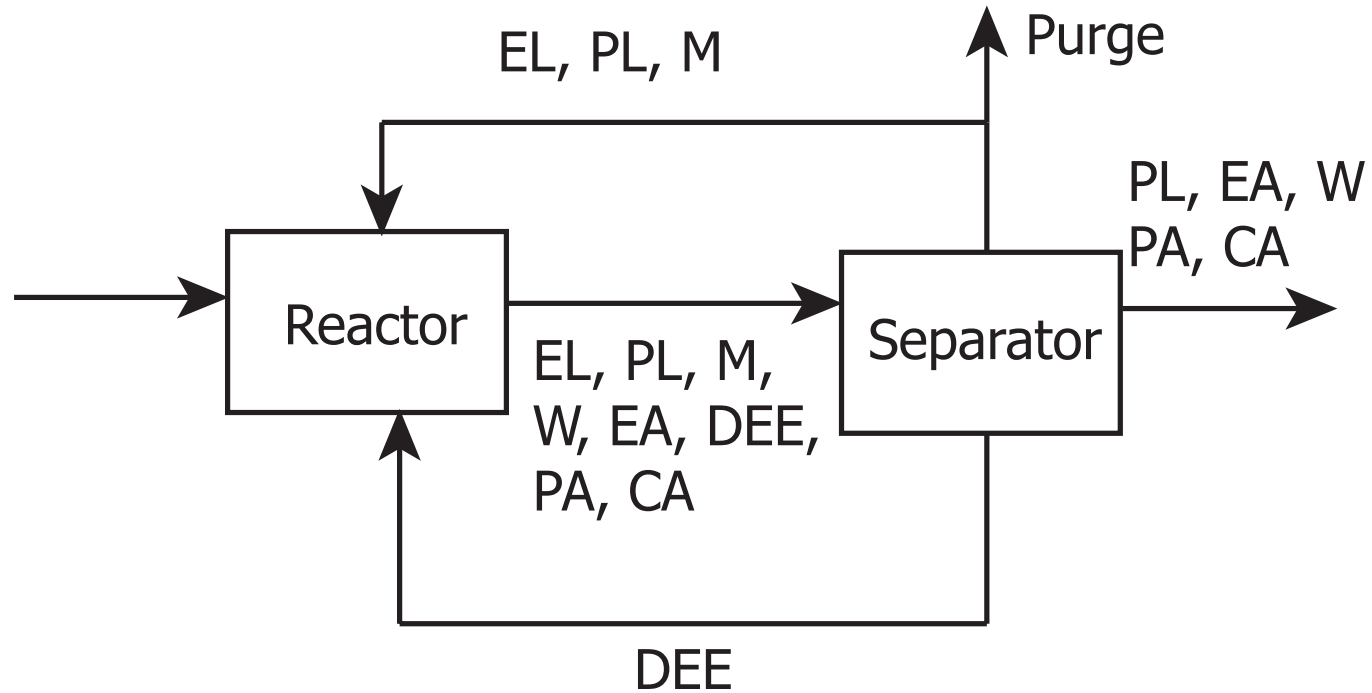 EL, PL, M
Purge
PL, EA, W
PA, CA
Reactor
Separator
EL, PL, M,
W, EA, DEE,
PA, CA
DEE